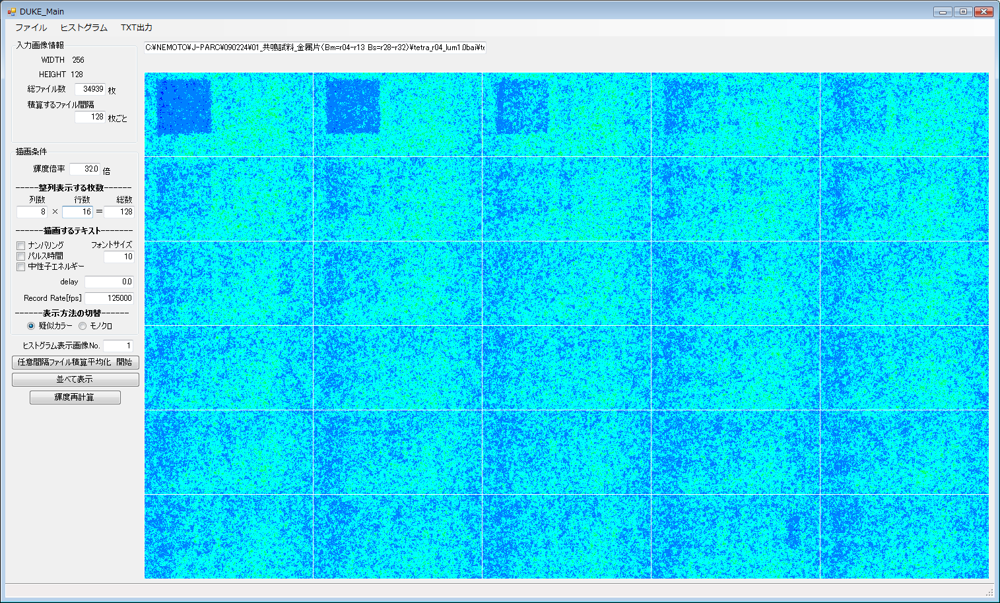 DUKE_Main
ファイル ヒストグラム TXT出力
入力画像情報
C:¥NEMOTO¥J-PARC¥090224¥01_共鳴試料_金属片(Bm=r04-r13 Bs=r28-r32)¥tetra_r04_lum1.0bai¥te
WIDTH 256
HEIGHT 128
総ファイル数 34939 枚
積算するファイル間隔
128 枚ごと
描画条件
輝度倍率 32.0 倍
-----整列表示する枚数------
列数 行数 総数
8 × 16 = 128
------描画するテキスト-------
ナンバリング フォントサイズ
パルス時間 10
中性子エネルギー
delay 0.0
Record Rate[fps] 125000
------表示方法の切替------
疑似カラー モノクロ
ヒストグラム表示画像No. 1
任意間隔ファイル積算平均化 開始
並べて表示
輝度再計算